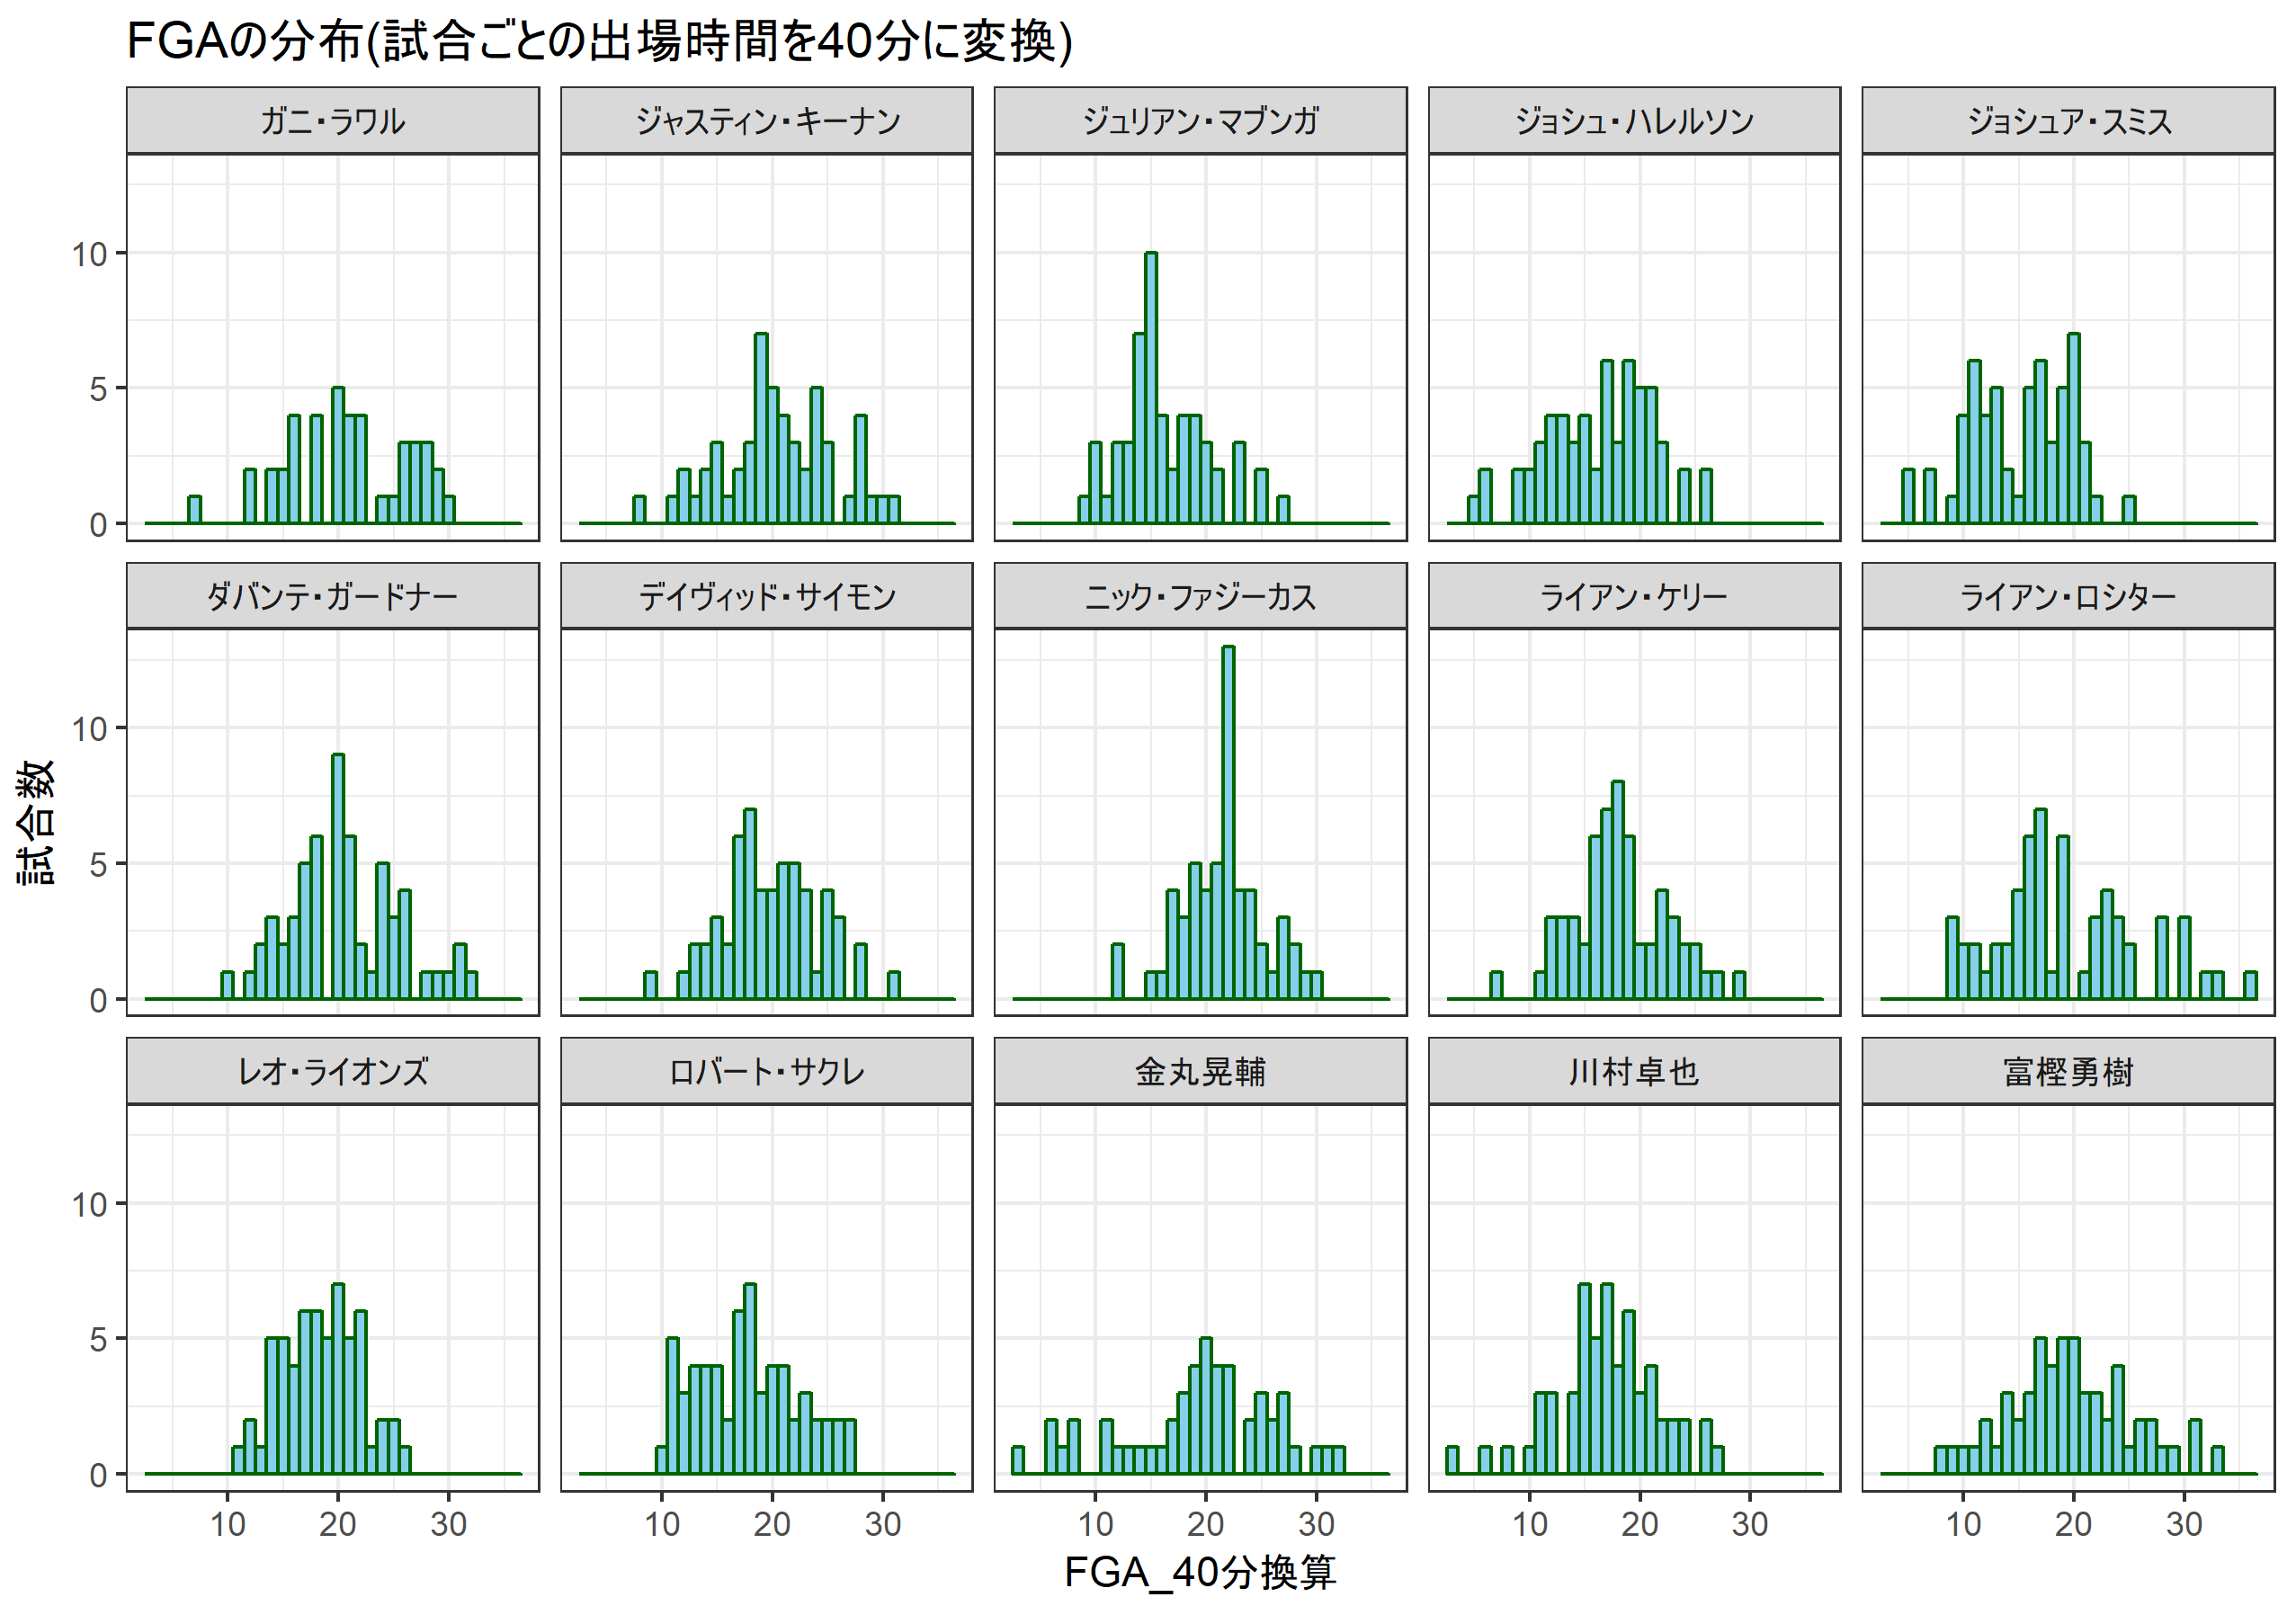 FGAの分布(試合ごとの出場時間を40分に変換)
ガニ・ラワル
ジャスティン・キーナン
ジュリアン・マブンガ
ジョシュ・ハレルソン
ジョシュア・スミス
10
5
0
ダバンテ・ガードナー
デイヴィッド・サイモン
ニック・ファジーカス
ライアン・ケリー
ライアン・ロシター
10
5
0
試合数
レオ・ライオンズ
ロバート・サクレ
金丸晃輔
川村卓也
富樫勇樹
10
5
0
10 20 30
10 20 30
10 20 30
10 20 30
10 20 30
FGA_40分換算